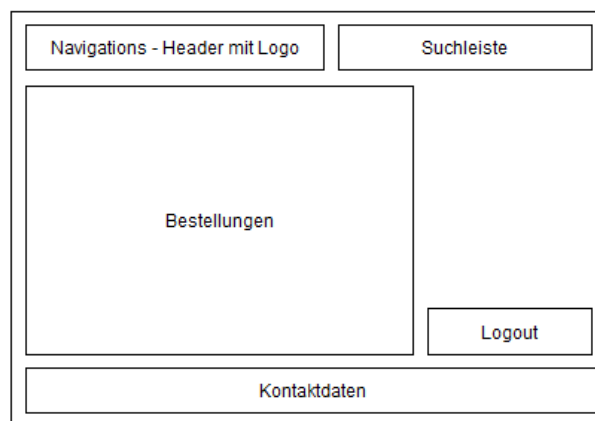 Navigations - Header mit Logo
Suchleiste
Bestellungen
Logout
Kontaktdaten